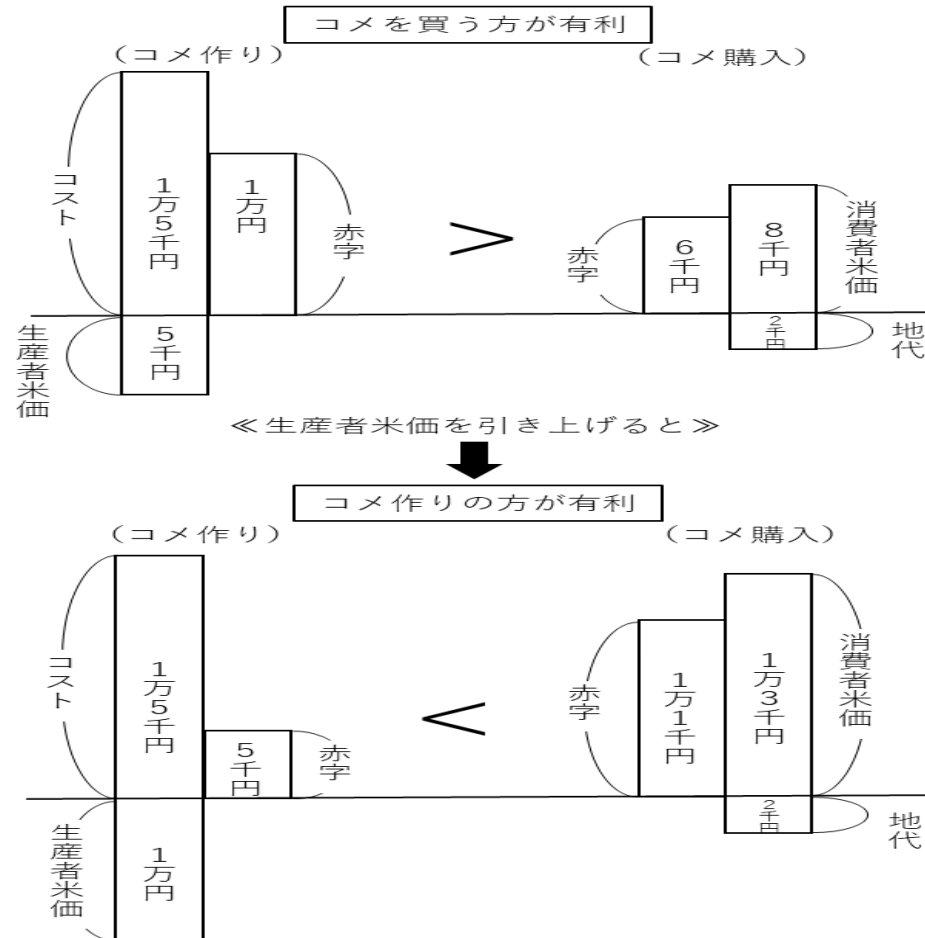 コメを買う方が有利
（コメ作り）
（コメ購入）
コスト
1万5千円
1万円
赤字
＞
赤字
6千円
8千円
消費者米価
生産者米価
5千円
2千円
地代
≪生産者米価を引き上げると≫
コメ作りの方が有利
（コメ作り）
（コメ購入）
コスト
1万5千円
5千円
赤字
＜
赤字
1万1千円
1万3千円
消費者米価
生産者米価
1万円
2千円
地代